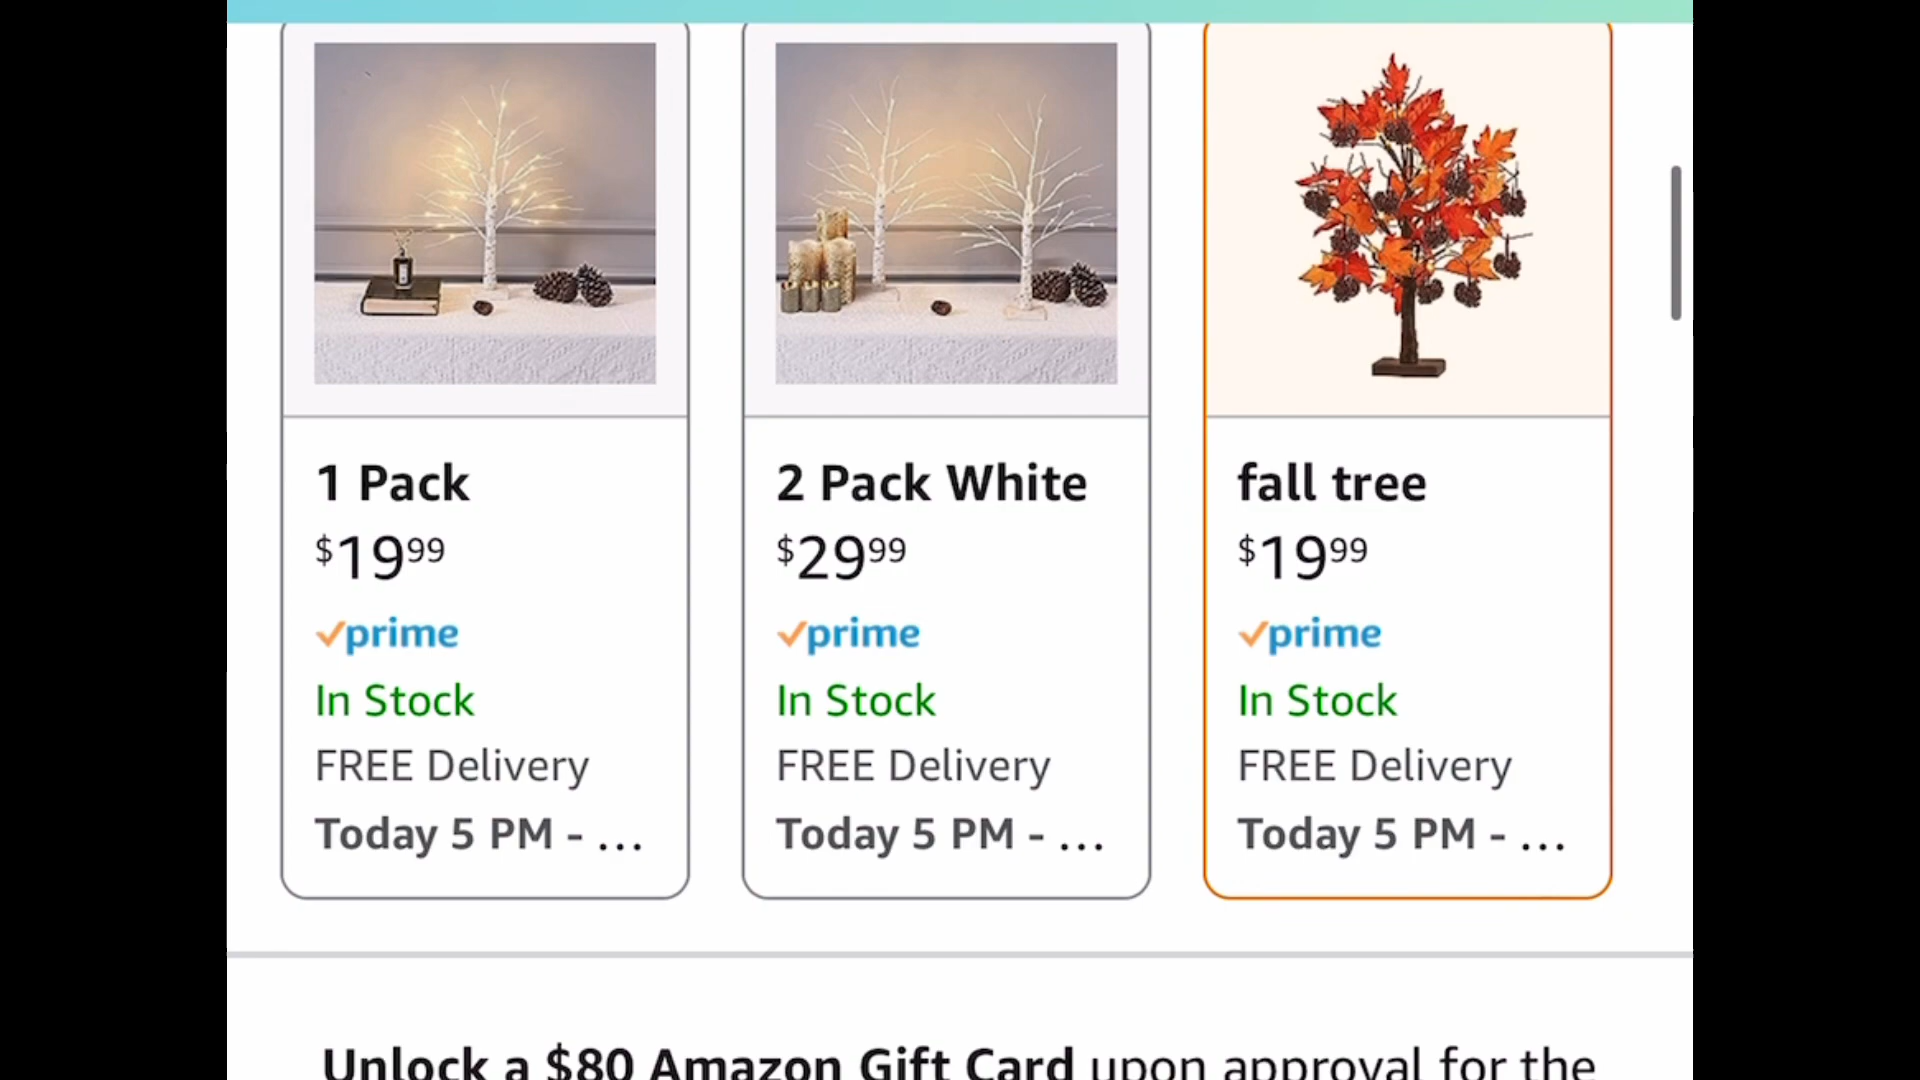 1 Pack
$19.99
prime
In Stock
FREE Delivery
Today 5 PM - ...
2 Pack White
$29.99
prime
In Stock
FREE Delivery
Today 5 PM - ...
fall tree
$19.99
prime
In Stock
FREE Delivery
Today 5 PM - ...
Unlock a $80 Amazon Gift Card upon approval for the